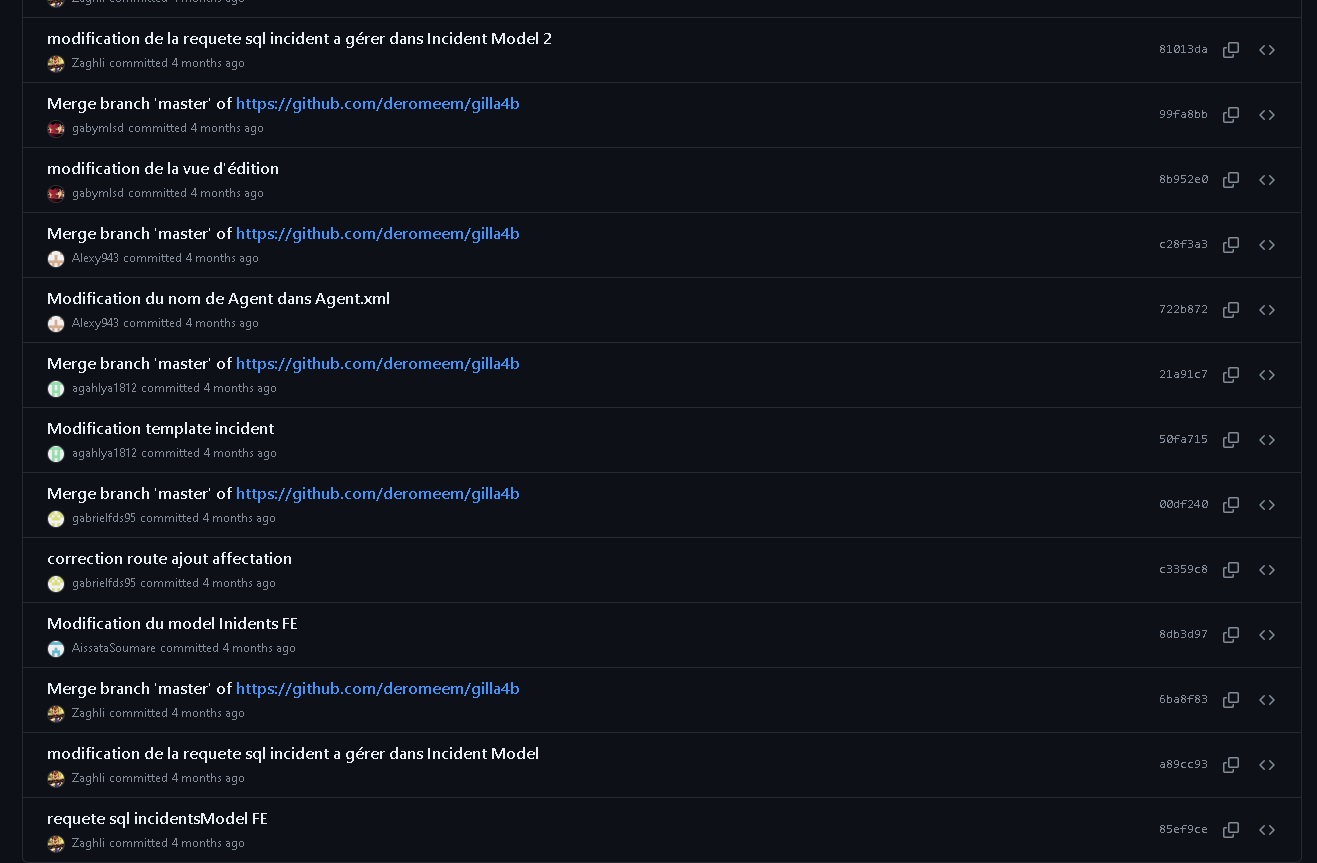 Zaghli committed 4 months ago
modification de la requete sql incident a gérer dans Incident Model 2
81013da
Zaghli committed 4 months ago
Merge branch 'master' of https://github.com/deromeem/gilla4b
99fa8bb
gabymlsd committed 4 months ago
modification de la vue d'édition
8b952e0
gabymlsd committed 4 months ago
Merge branch 'master' of https://github.com/deromeem/gilla4b
c28f3a3
Alexy943 committed 4 months ago
Modification du nom de Agent dans Agent.xml
722b872
Alexy943 committed 4 months ago
Merge branch 'master' of https://github.com/deromeem/gilla4b
21a91c7
agahlya1812 committed 4 months ago
Modification template incident
50fa715
agahlya1812 committed 4 months ago
Merge branch 'master' of https://github.com/deromeem/gilla4b
00df240
gabrielfds95 committed 4 months ago
correction route ajout affectation
c3359c8
gabrielfds95 committed 4 months ago
Modification du model Inidents FE
8db3d97
AissataSoumare committed 4 months ago
Merge branch 'master' of https://github.com/deromeem/gilla4b
6ba8f83
Zaghli committed 4 months ago
modification de la requete sql incident a gérer dans Incident Model
a89cc93
Zaghli committed 4 months ago
requete sql incidentsModel FE
85ef9ce
Zaghli committed 4 months ago